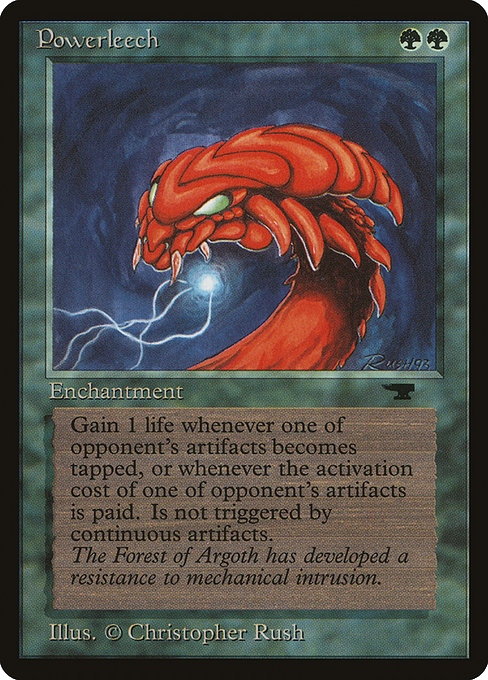 Powerleech
RUSH 93
Enchantment
Gain 1 life whenever one of
opponent's artifacts becomes
tapped, or whenever the activation
cost of one of opponent's artifacts
is paid. Is not triggered by
continuous artifacts.
The Forest of Argoth has developed a
resistance to mechanical intrusion.
Illus. © Christopher Rush